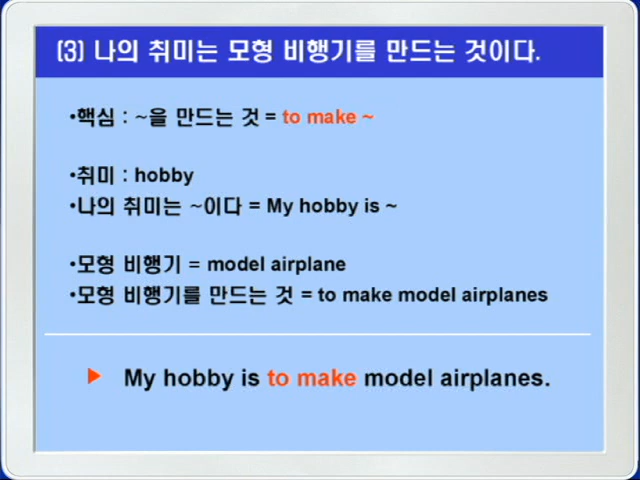 (3) 나의 취미는 모형 비행기를 만드는 것이다.
•핵심 : ~을 만드는 것 = to make ~
•취미 : hobby
•나의 취미는 ~이다 = My hobby is ~
•모형 비행기 = model airplane
•모형 비행기를 만드는 것 = to make model airplanes
▶ My hobby is to make model airplanes.